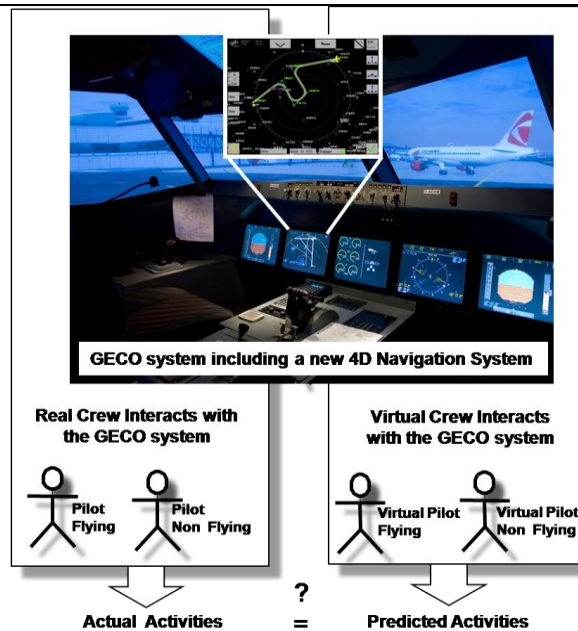 GECO system including a new 4D Navigation System
Real Crew Interacts with
the GECO system
Pilot
Flying
Pilot
Non Flying
Virtual Crew Interacts
with the GECO system
Virtual Pilot
Flying
Virtual Pilot
Non Flying
?
Actual Activities
=
Predicted Activities